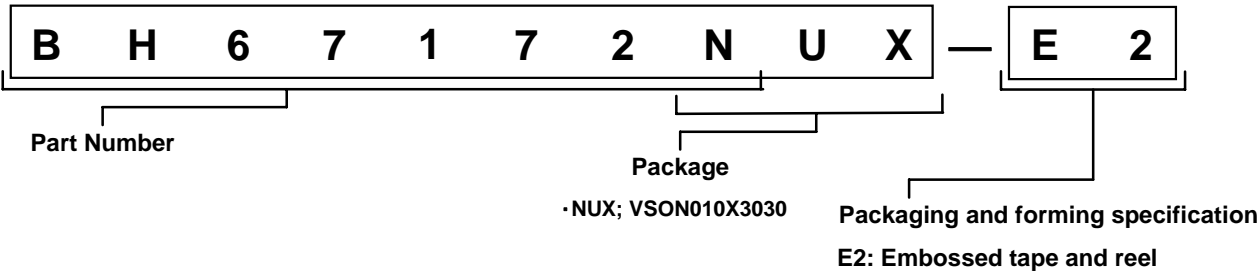 B H 6 7 1 7 2 N U X — E 2
Part Number
Package
・NUX; VSON010X3030
Packaging and forming specification
E2: Embossed tape and reel